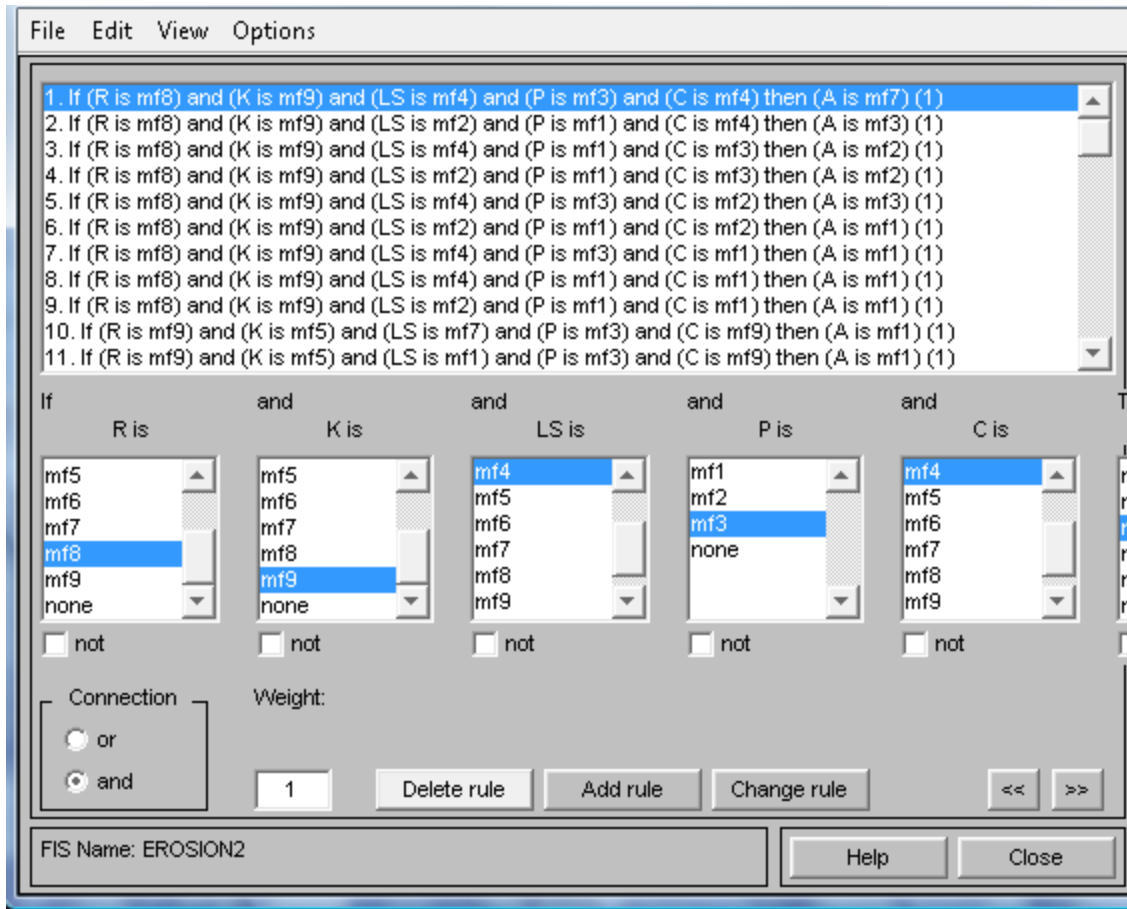 File Edit View Options
1. If (R is mf8) and (K is mf9) and (LS is mf4) and (P is mf3) and (C is mf4) then (A is mf7) (1)
2. If (R is mf8) and (K is mf9) and (LS is mf2) and (P is mf1) and (C is mf4) then (A is mf3) (1)
3. If (R is mf8) and (K is mf9) and (LS is mf4) and (P is mf1) and (C is mf3) then (A is mf2) (1)
4. If (R is mf8) and (K is mf9) and (LS is mf2) and (P is mf1) and (C is mf3) then (A is mf2) (1)
5. If (R is mf8) and (K is mf9) and (LS is mf4) and (P is mf3) and (C is mf2) then (A is mf3) (1)
6. If (R is mf8) and (K is mf9) and (LS is mf2) and (P is mf1) and (C is mf2) then (A is mf1) (1)
7. If (R is mf8) and (K is mf9) and (LS is mf4) and (P is mf3) and (C is mf1) then (A is mf1) (1)
8. If (R is mf8) and (K is mf9) and (LS is mf4) and (P is mf1) and (C is mf1) then (A is mf1) (1)
9. If (R is mf8) and (K is mf9) and (LS is mf2) and (P is mf1) and (C is mf1) then (A is mf1) (1)
10. If (R is mf9) and (K is mf5) and (LS is mf7) and (P is mf3) and (C is mf9) then (A is mf1) (1)
11. If (R is mf9) and (K is mf5) and (LS is mf1) and (P is mf3) and (C is mf9) then (A is mf1) (1)
If and and and and
R is K is LS is P is C is
mf5 mf5 mf4 mf1 mf4
mf6 mf6 mf5 mf2 mf5
mf7 mf7 mf6 mf3 mf6
mf8 mf8 mf7 none mf7
mf9 mf9 mf8 mf8
none none mf9 mf9
not not not not not
Connection Weight:
or
and 1 Delete rule Add rule Change rule << >>
FIS Name: EROSION2 Help Close